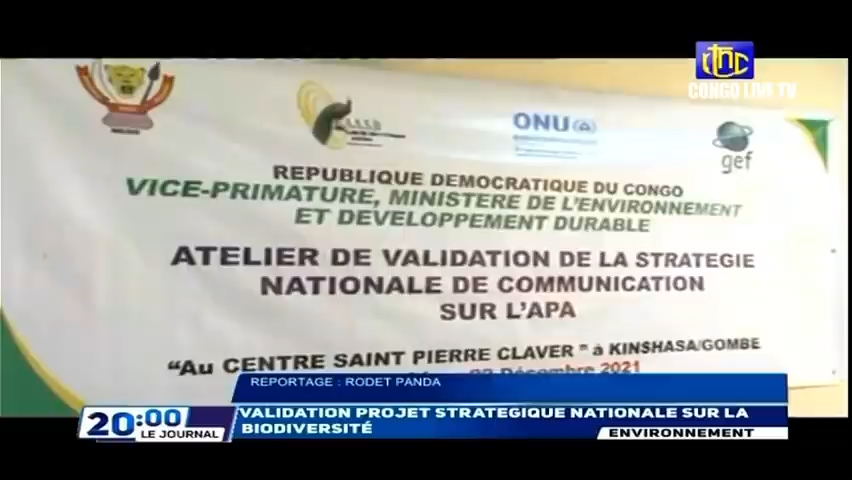 rtnc
CONGO LIVE TV
ONU
gef
REPUBLIQUE DEMOCRATIQUE DU CONGO
VICE-PRIMATURE, MINISTERE DE L'ENVIRONNEMENT
ET DEVELOPPEMENT DURABLE
ATELIER DE VALIDATION DE LA STRATEGIE
NATIONALE DE COMMUNICATION
SUR L'APA
"Au CENTRE SAINT PIERRE CLAVER" à KINSHASA/GOMBE
Décembre 2021
REPORTAGE : RODET PANDA
20:00
LE JOURNAL
VALIDATION PROJET STRATEGIQUE NATIONALE SUR LA
BIODIVERSITÉ
ENVIRONNEMENT